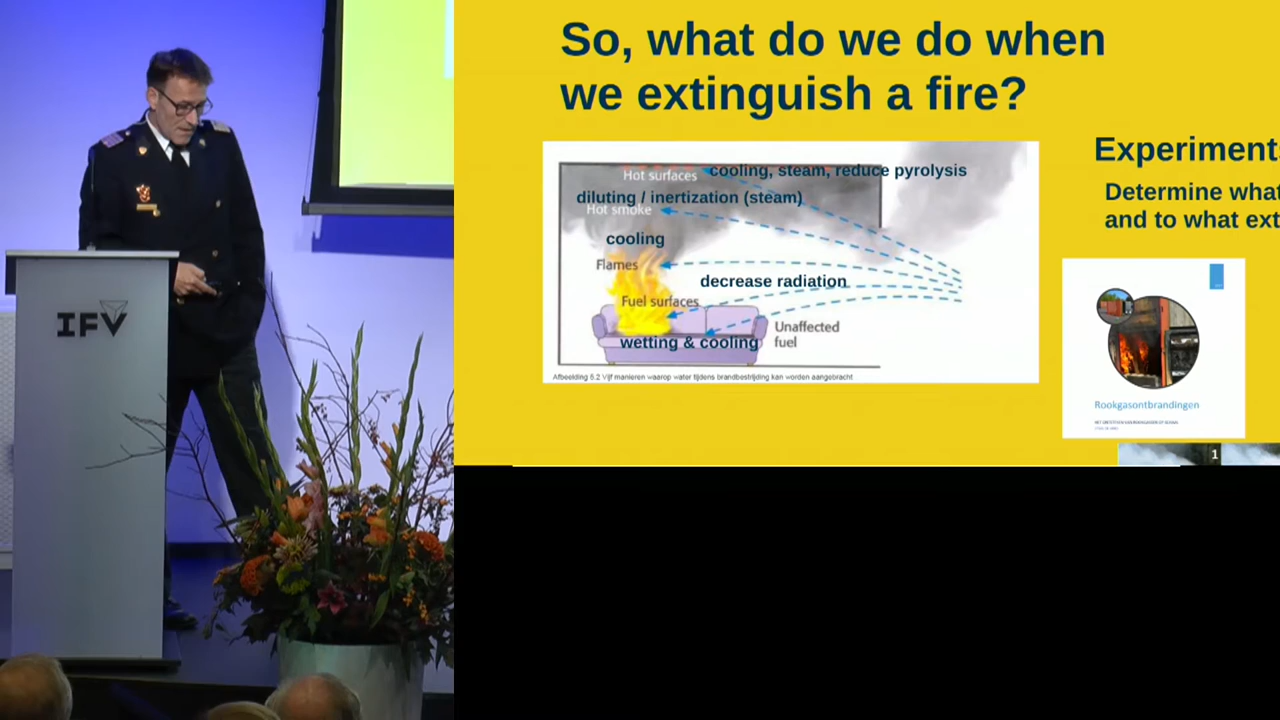 IFV
So, what do we do when
we extinguish a fire?
Hot surfaces
cooling, steam, reduce pyrolysis
diluting / inertization (steam)
Hot smoke
cooling
Flames
decrease radiation
Fuel surfaces
Unaffected
fuel
wetting & cooling
Afbeelding 5.2 Vijf manieren waarop water tijdens brandbestrijding kan worden aangebracht
Experiments
Determine what
and to what ext
Rookgasontbrandingen
1